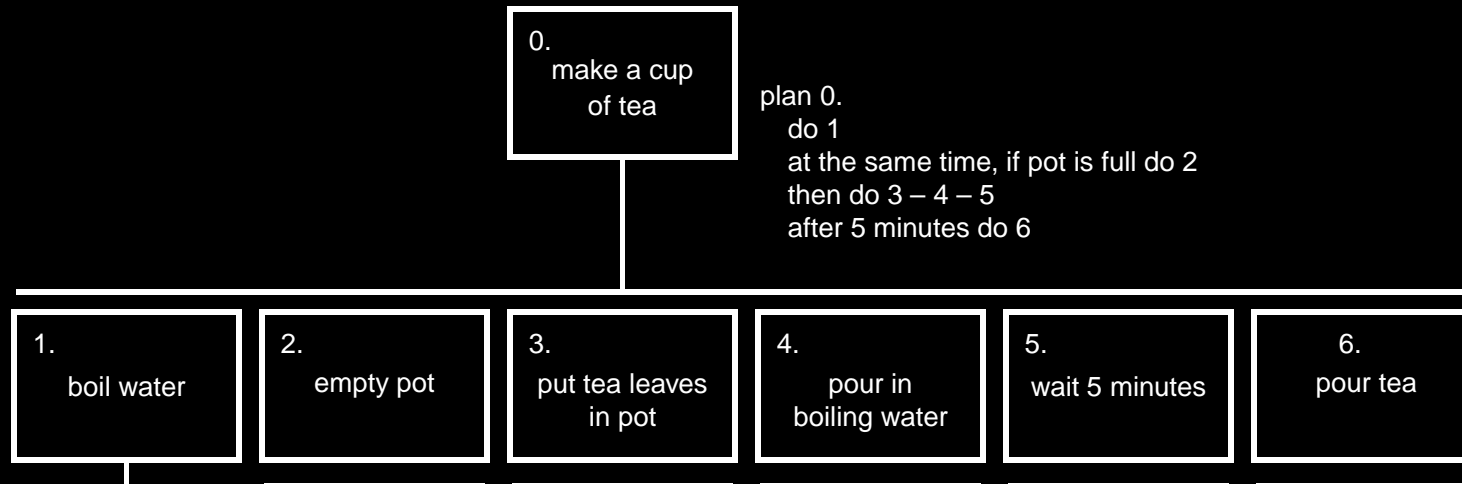 0.
make a cup
of tea
plan 0.
do 1
at the same time, if pot is full do 2
then do 3 – 4 – 5
after 5 minutes do 6
1.
boil water
2.
empty pot
3.
put tea leaves
in pot
4.
pour in
boiling water
5.
wait 5 minutes
6.
pour tea